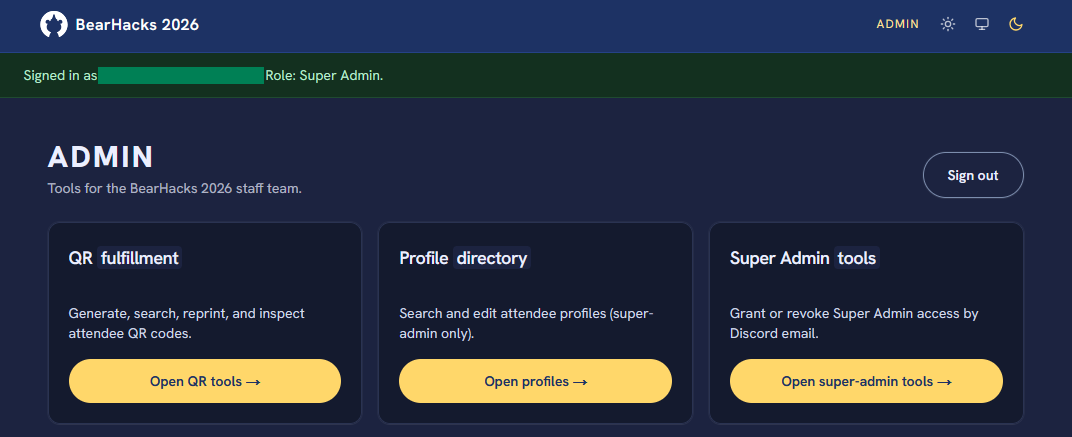 BearHacks 2026
ADMIN
Signed in as Role: Super Admin.
ADMIN
Tools for the BearHacks 2026 staff team.
Sign out
QR fulfillment
Generate, search, reprint, and inspect
attendee QR codes.
Open QR tools →
Profile directory
Search and edit attendee profiles (super-
admin only).
Open profiles →
Super Admin tools
Grant or revoke Super Admin access by
Discord email.
Open super-admin tools →